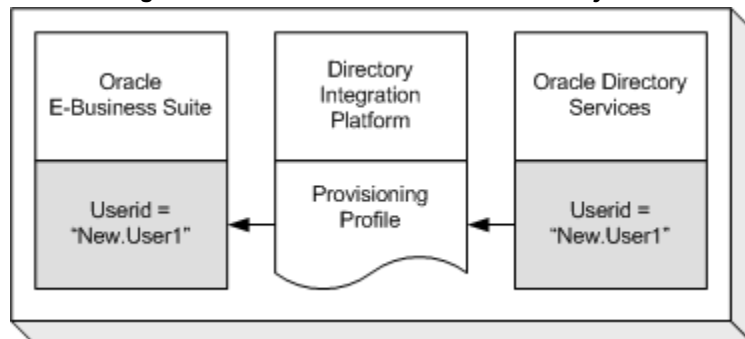 Oracle
E-Business Suite
Directory
Integration
Platform
Oracle Directory
Services
Userid =
“New.User1”
Provisioning
Profile
Userid =
“New.User1”